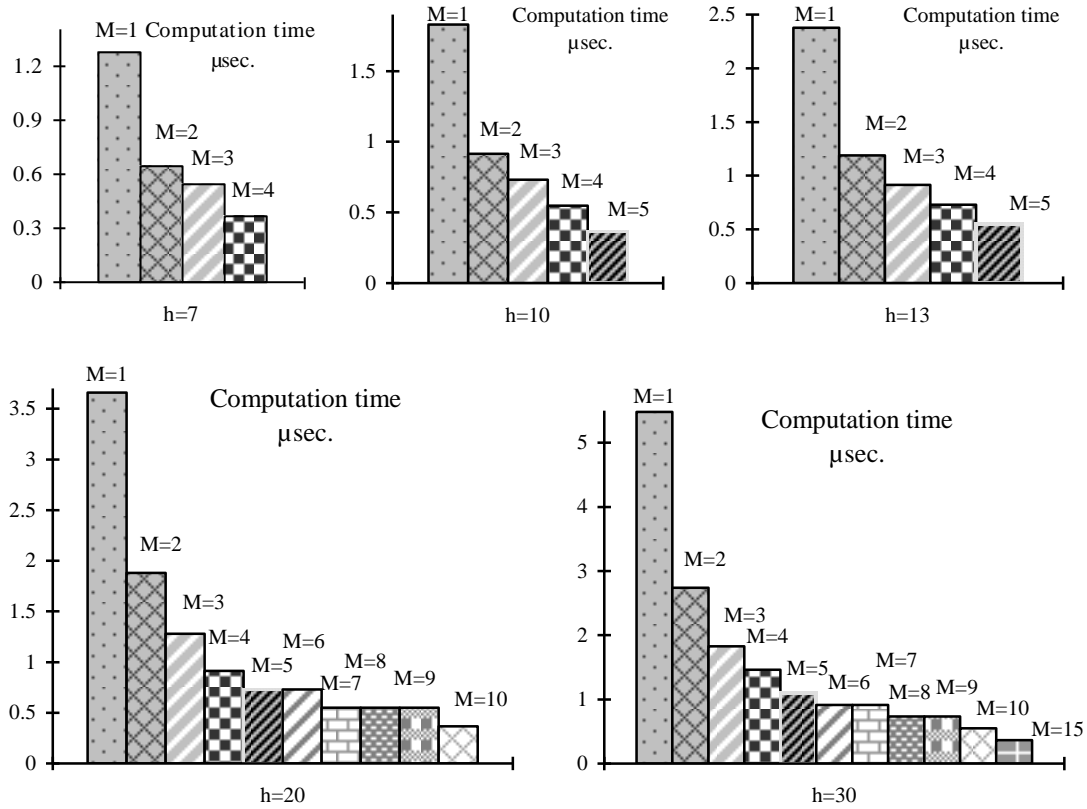 M=1 Computation time
µsec.
1.2
0.9
0.6
0.3
0
M=2
M=3
M=4
h=7
Computation time
µsec.
M=1
1.5
1
0.5
0
M=2
M=3
M=4
M=5
h=10
2.5
2
1.5
1
0.5
0
M=1
Computation time
µsec.
M=2
M=3
M=4
M=5
h=13
M=1
Computation time
µsec.
3.5
3
2.5
2
1.5
1
0.5
0
M=2
M=3
M=4
M=5
M=6
M=7
M=8
M=9
M=10
h=20
M=1
Computation time
µsec.
5
4
3
2
1
0
M=2
M=3
M=4
M=5
M=6
M=7
M=8
M=9
M=10
M=15
h=30